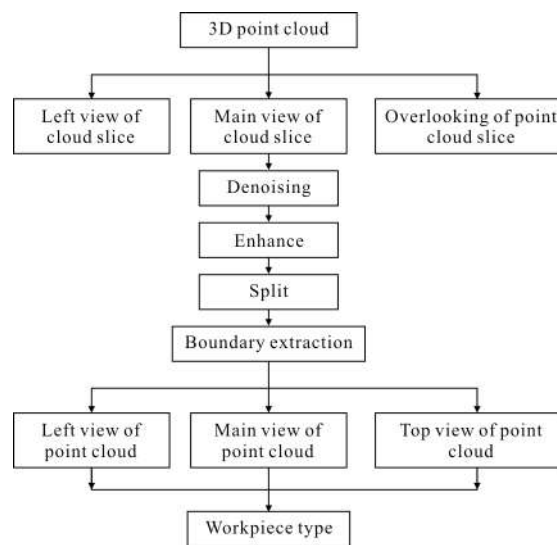 3D point cloud
Left view of
cloud slice
Main view of
cloud slice
Overlooking of point
cloud slice
Denoising
Enhance
Split
Boundary extraction
Left view of
point cloud
Main view of
point cloud
Top view of point
cloud
Workpiece type